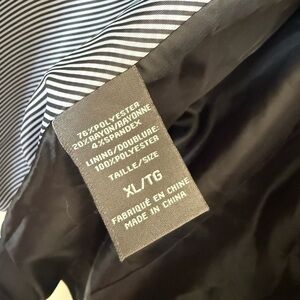 76%POLYESTER
20%RAYON/RAYONNE
4%SPANDEX
LINING/DOUBLURE:
100%POLYESTER
TAILLE/SIZE
XL/TG
FABRIQUÉ EN CHINE
MADE IN CHINA